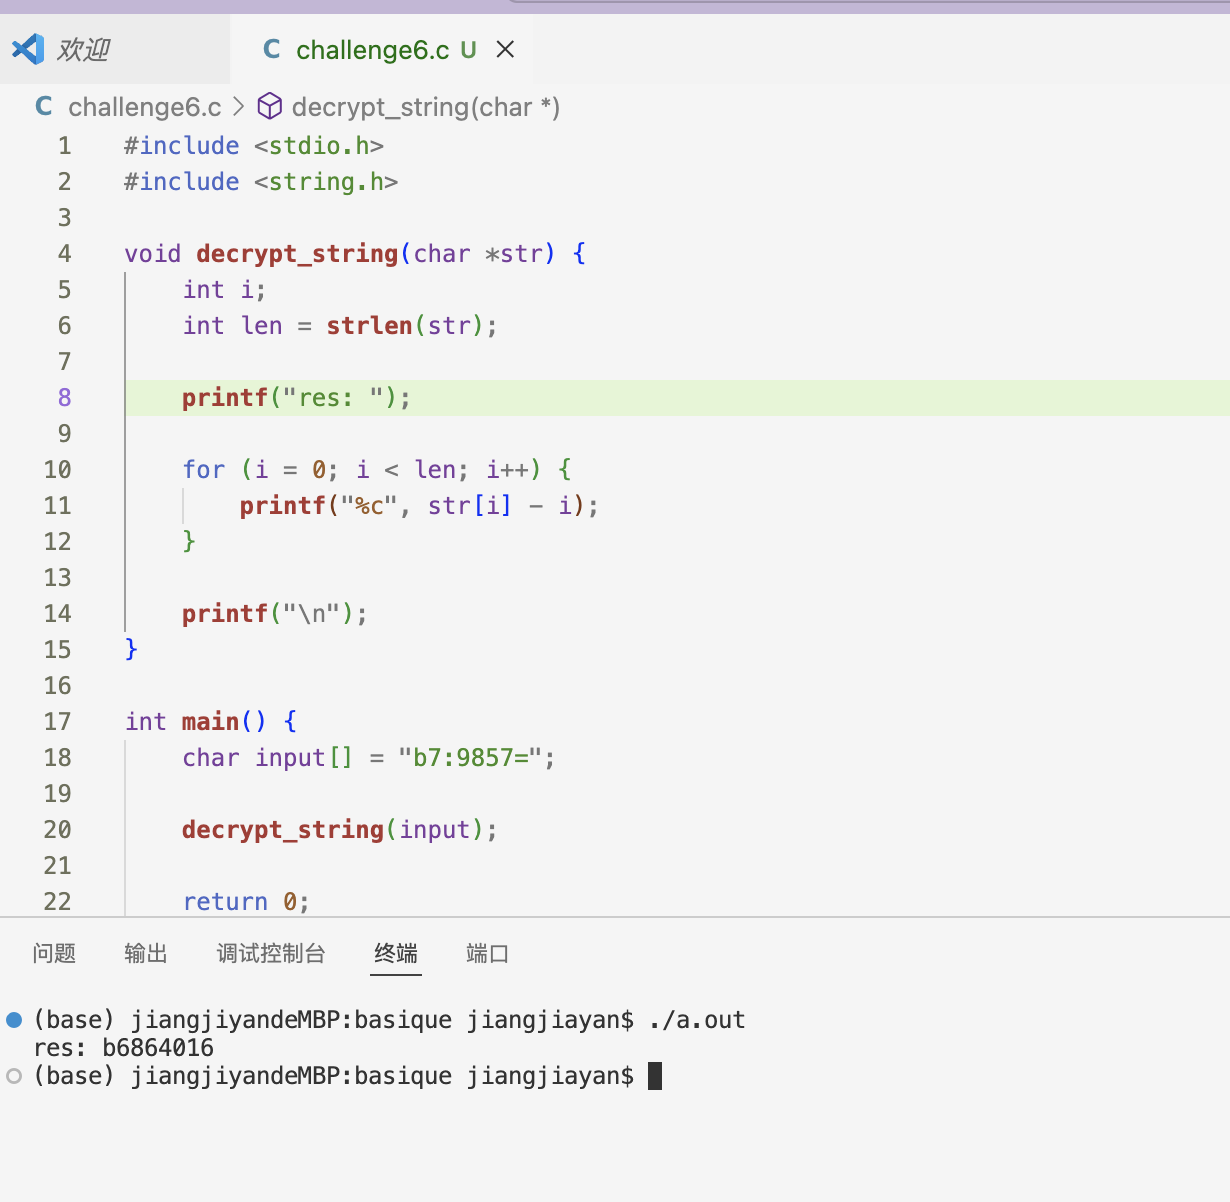 欢迎 C challenge6.c U
C challenge6.c > decrypt_string(char *)
1 #include <stdio.h>
2 #include <string.h>
3
4 void decrypt_string(char *str) {
5     int i;
6     int len = strlen(str);
7
8     printf("res: ");
9
10     for (i = 0; i < len; i++) {
11         printf("%c", str[i] - i);
12     }
13
14     printf("\n");
15 }
16
17 int main() {
18     char input[] = "b7:9857=";
19
20     decrypt_string(input);
21
22     return 0;
问题 输出 调试控制台 终端 端口
(base) jiangjiyandeMBP:basique jiangjiayan$ ./a.out
res: b6864016
(base) jiangjiyandeMBP:basique jiangjiayan$